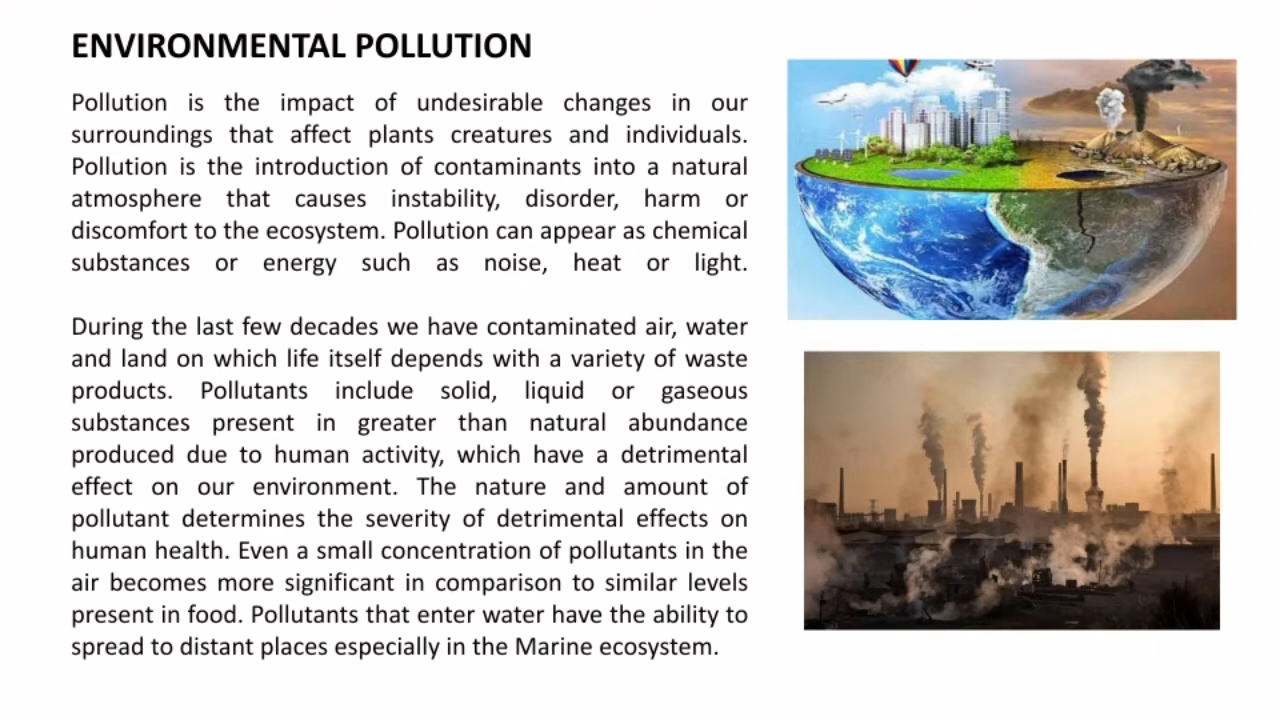 ENVIRONMENTAL POLLUTION
Pollution is the impact of undesirable changes in our
surroundings that affect plants creatures and individuals.
Pollution is the introduction of contaminants into a natural
atmosphere that causes instability, disorder, harm or
discomfort to the ecosystem. Pollution can appear as chemical
substances or energy such as noise, heat or light.
During the last few decades we have contaminated air, water
and land on which life itself depends with a variety of waste
products. Pollutants include solid, liquid or gaseous
substances present in greater than natural abundance
produced due to human activity, which have a detrimental
effect on our environment. The nature and amount of
pollutant determines the severity of detrimental effects on
human health. Even a small concentration of pollutants in the
air becomes more significant in comparison to similar levels
present in food. Pollutants that enter water have the ability to
spread to distant places especially in the Marine ecosystem.